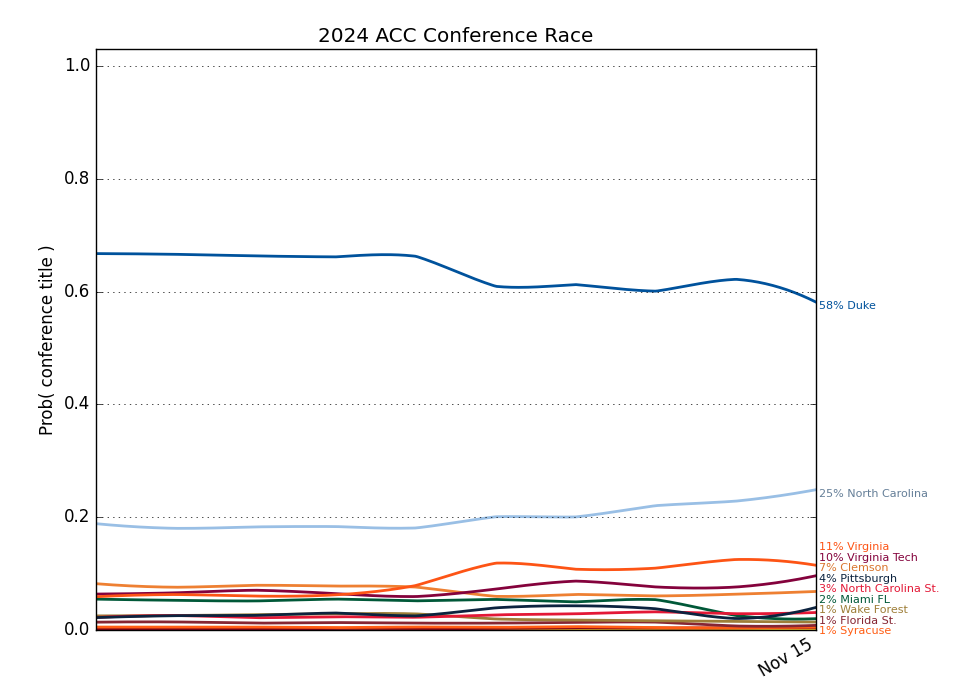 2024 ACC Conference Race
Prob( conference title )
1.0
0.8
0.6
0.4
0.2
0.0
58% Duke
25% North Carolina
11% Virginia
10% Virginia Tech
7% Clemson
4% Pittsburgh
3% North Carolina St.
2% Miami FL
1% Wake Forest
1% Florida St.
1% Syracuse
Nov 15